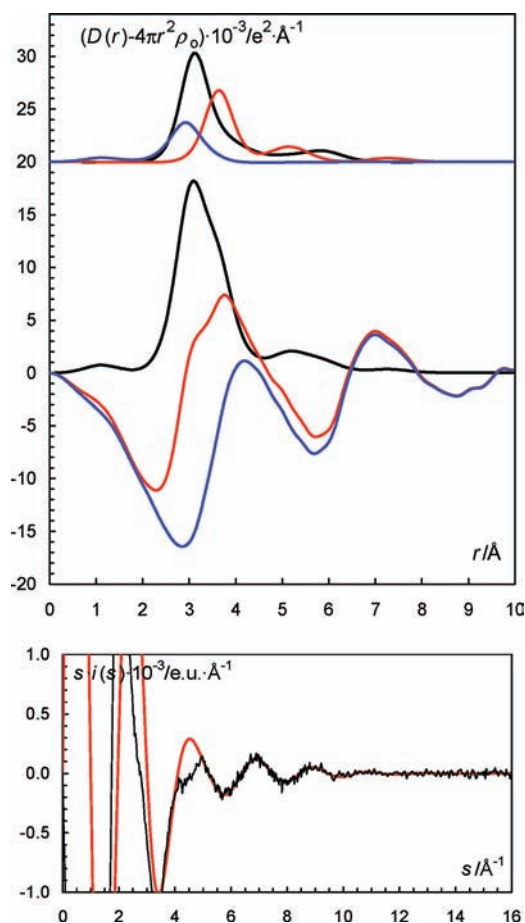 (D(r)-4πr²ρₒ)·10⁻³/e²·Å⁻¹
30
25
20
15
10
5
0
-5
-10
-15
-20
r/Å
0 1 2 3 4 5 6 7 8 9 10
1.0
s·i(s)·10⁻³/e.u.·Å⁻¹
0.5
0.0
-0.5
-1.0
s/Å⁻¹
0 2 4 6 8 10 12 14 16